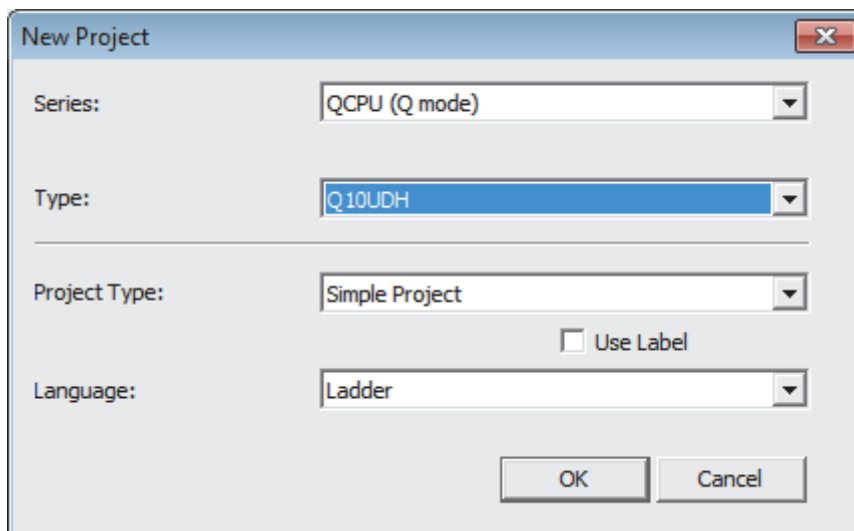 New Project
Series: QCPU (Q mode)
Type: Q10UDH
Project Type: Simple Project
Use Label
Language: Ladder
OK Cancel